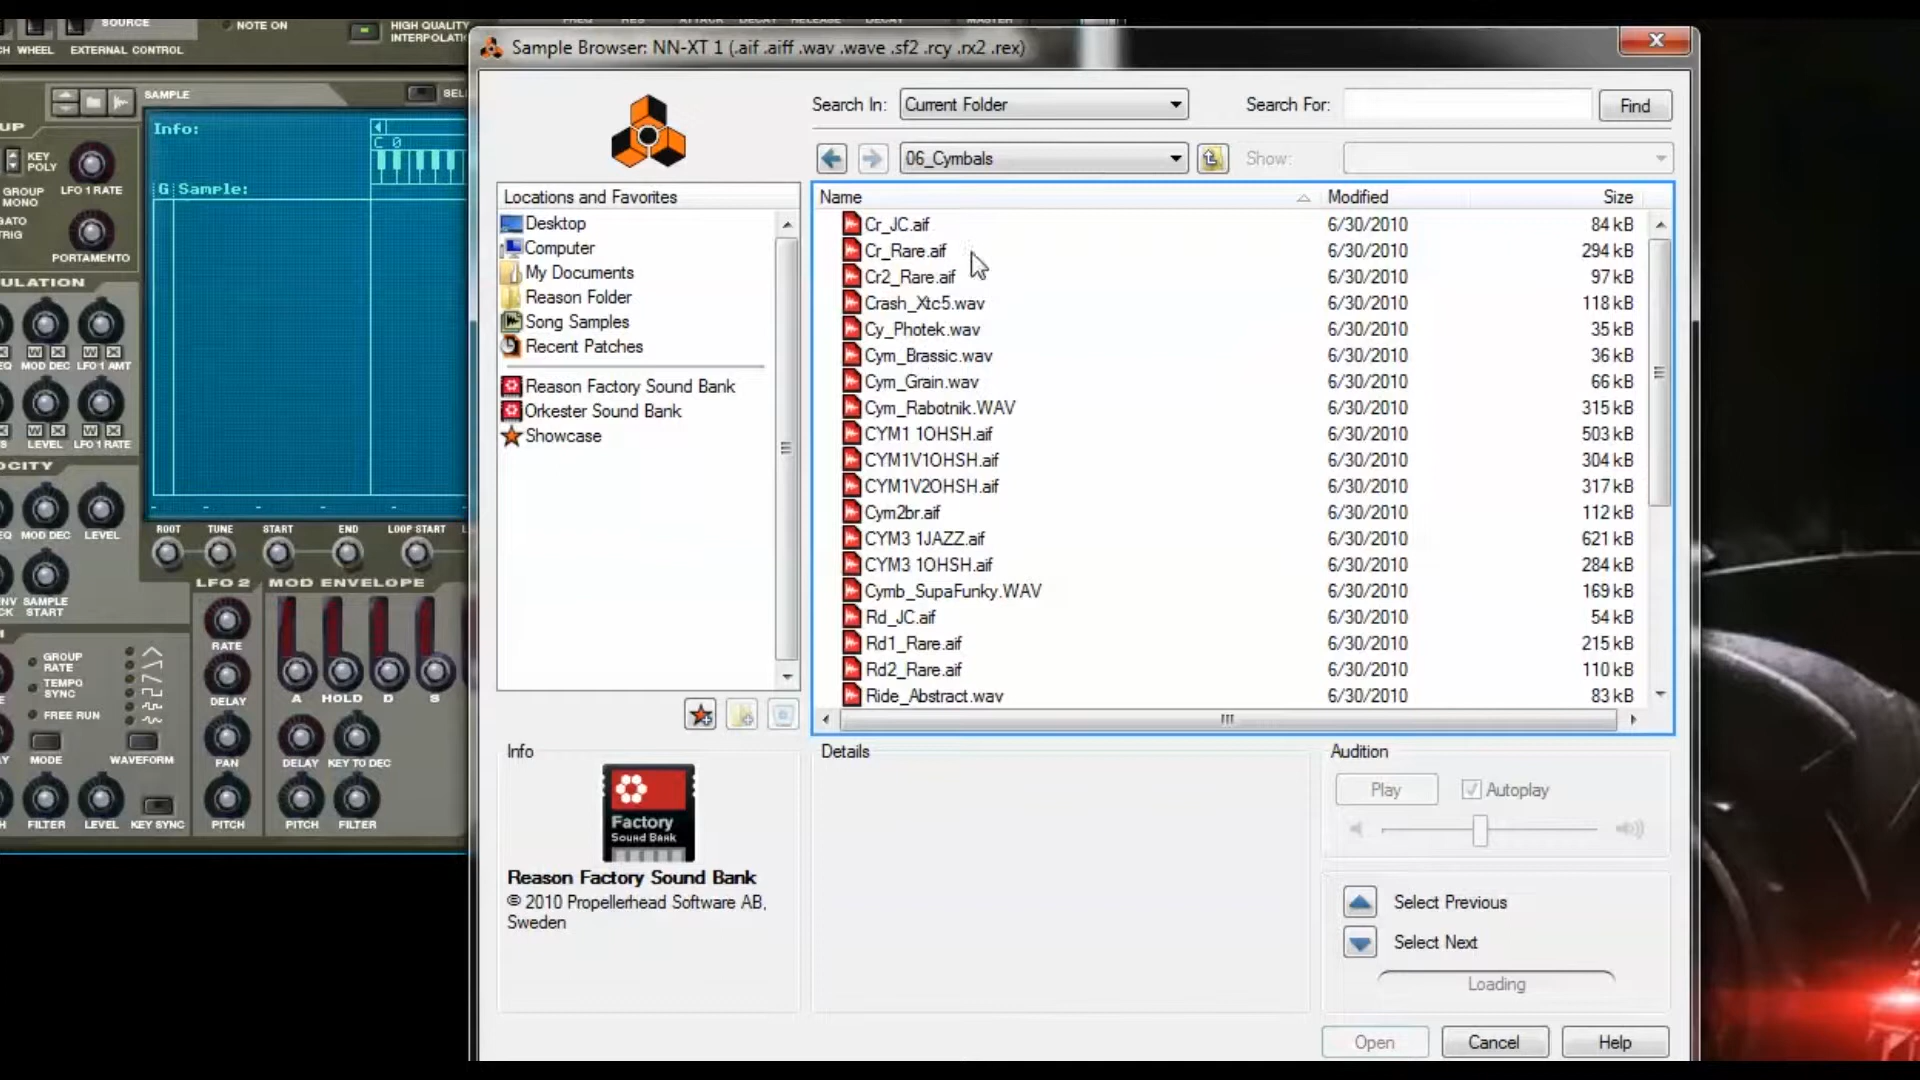 SOURCE
NOTE ON
HIGH QUALITY
INTERPOLATI
WHEEL
EXTERNAL CONTROL
Sample Browser: NN-XT 1 (.aif .aiff .wav .wave .sf2 .rcy .rx2 .rex)
Search In:
Current Folder
Search For:
Find
06_Cymbals
Show:
Locations and Favorites
Desktop
Computer
My Documents
Reason Folder
Song Samples
Recent Patches
Reason Factory Sound Bank
Orkester Sound Bank
Showcase
Name Modified Size
Cr_JC.aif 6/30/2010 84 kB
Cr_Rare.aif 6/30/2010 294 kB
Cr2_Rare.aif 6/30/2010 97 kB
Crash_Xtc5.wav 6/30/2010 118 kB
Cy_Photek.wav 6/30/2010 35 kB
Cym_Brassic.wav 6/30/2010 36 kB
Cym_Grain.wav 6/30/2010 66 kB
Cym_Rabotnik.WAV 6/30/2010 315 kB
CYM1 1OHSH.aif 6/30/2010 503 kB
CYM1V1OHSH.aif 6/30/2010 304 kB
CYM1V2OHSH.aif 6/30/2010 317 kB
Cym2br.aif 6/30/2010 112 kB
CYM3 1JAZZ.aif 6/30/2010 621 kB
CYM3 1OHSH.aif 6/30/2010 284 kB
Cymb_SupaFunky.WAV 6/30/2010 169 kB
Rd_JC.aif 6/30/2010 54 kB
Rd1_Rare.aif 6/30/2010 215 kB
Rd2_Rare.aif 6/30/2010 110 kB
Ride_Abstract.wav 6/30/2010 83 kB
Info
Factory
Sound Bank
Reason Factory Sound Bank
© 2010 Propellerhead Software AB,
Sweden
Details
Audition
Play
Autoplay
Select Previous
Select Next
Loading
Open
Cancel
Help
SAMPLE
SEL
Info:
C 0
G Sample:
KEY
POLY
GROUP
MONO
LFO 1 RATE
PORTAMENTO
MOD DEC
LFO 1 AMT
LEVEL
LFO 1 RATE
MOD DEC
LEVEL
SAMPLE
START
ROOT
TUNE
START
END
LOOP START
LFO 2
MOD ENVELOPE
RATE
DELAY
PAN
PITCH
A
HOLD
D
S
DELAY
KEY TO DEC
PITCH
FILTER
GROUP
RATE
TEMPO
SYNC
FREE RUN
MODE
WAVEFORM
FILTER
LEVEL
KEY SYNC